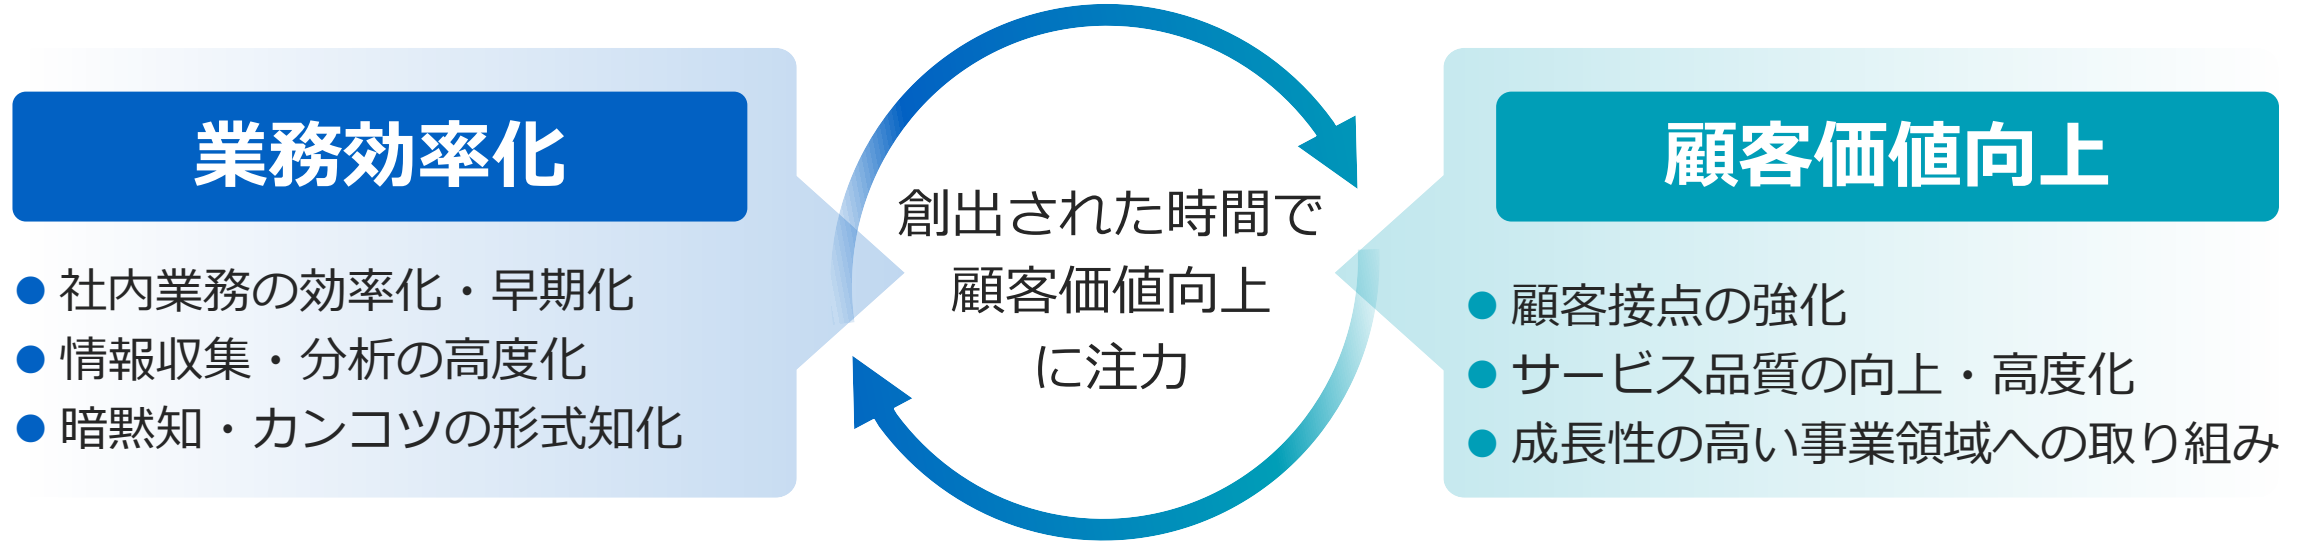 業務効率化
● 社内業務の効率化・早期化
● 情報収集・分析の高度化
● 暗黙知・カンコツの形式知化
創出された時間で
顧客価値向上
に注力
顧客価値向上
● 顧客接点の強化
● サービス品質の向上・高度化
● 成長性の高い事業領域への取り組み